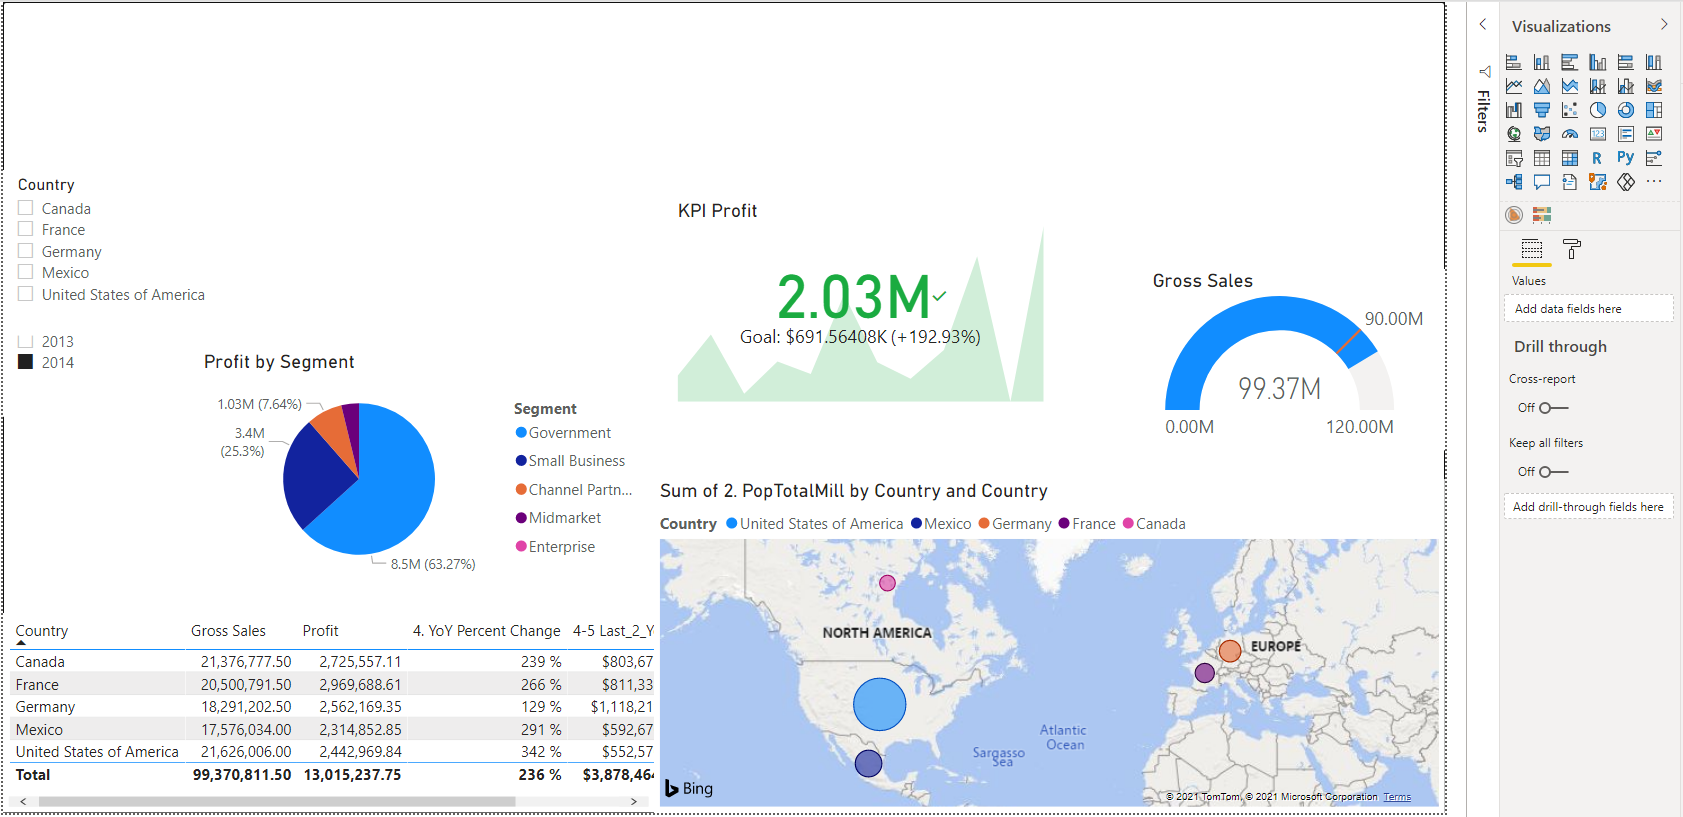 Country
Canada
France
Germany
Mexico
United States of America
2013
2014
Profit by Segment
1.03M (7.64%)
3.4M
(25.3%)
8.5M (63.27%)
Segment
Government
Small Business
Channel Partn...
Midmarket
Enterprise
KPI Profit
2.03M
Goal: $691.56408K (+192.93%)
Gross Sales
90.00M
99.37M
0.00M 120.00M
Sum of 2. PopTotalMill by Country and Country
Country United States of America Mexico Germany France Canada
NORTH AMERICA
EUROPE
Atlantic
Ocean
Sargasso
Sea
Bing
© 2021 TomTom, © 2021 Microsoft Corporation Terms
Country Gross Sales Profit 4. YoY Percent Change 4-5 Last_2_Y
Canada 21,376,777.50 2,725,557.11 239 % $803,67
France 20,500,791.50 2,969,688.61 266 % $811,33
Germany 18,291,202.50 2,562,169.35 129 % $1,118,21
Mexico 17,576,034.00 2,314,852.85 291 % $592,67
United States of America 21,626,006.00 2,442,969.84 342 % $552,57
Total 99,370,811.50 13,015,237.75 236 % $3,878,464
Filters
Visualizations
123
R
Py
Values
Add data fields here
Drill through
Cross-report
Off
Keep all filters
Off
Add drill-through fields here